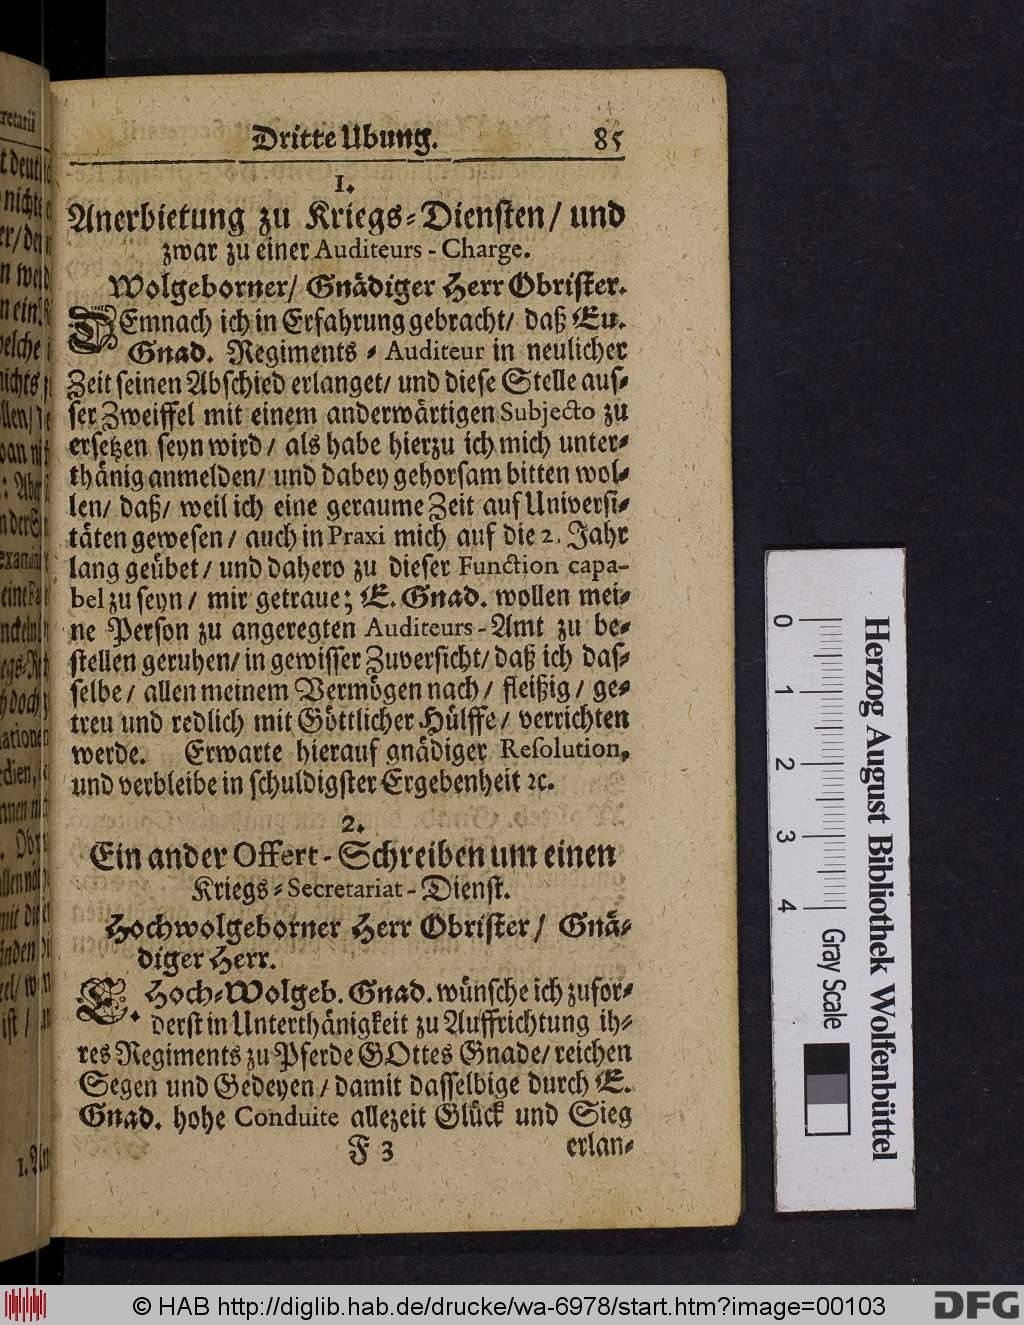 Dritte Ubung. 85
1.
Anerbietung zu Kriegs-Diensten/ und
zwar zu einer Auditeurs-Charge.
Wolgeborner/ Gnädiger Herr Obrister.
DEmnach ich in Erfahrung gebracht/ daß Eu.
Gnad. Regiments-Auditeur in neulicher
Zeit seinen Abschied erlanget/ und diese Stelle aus-
ser Zweiffel mit einem anderwärtigen Subjecto zu
ersetzen seyn wird/ als habe hierzu ich mich unter-
thänig anmelden/ und dabey gehorsam bitten wol-
len/ daß/ weil ich eine geraume Zeit auf Universi-
täten gewesen/ auch in Praxi mich auf die 2. Jahr
lang geübet/ und dahero zu dieser Function capa-
bel zu seyn/ mir getraue; E. Gnad. wollen mei-
ne Person zu angeregten Auditeurs-Amt zu be-
stellen geruhen/ in gewisser Zuversicht/ daß ich das-
selbe/ allen meinem Vermögen nach/ fleißig/ ge-
treu und redlich mit Göttlicher Hülffe/ verrichten
werde. Erwarte hierauf gnädiger Resolution,
und verbleibe in schuldigster Ergebenheit ꝛc.
2.
Ein ander Offert-Schreiben um einen
Kriegs-Secretariat-Dienst.
Hochwolgeborner Herr Obrister/ Gnä-
diger Herr.
E. Hoch-Wolgeb. Gnad. wünsche ich zufor-
derst in Unterthänigkeit zu Auffrichtung ih-
res Regiments zu Pferde GOttes Gnade/ reichen
Segen und Gedeyen/ damit dasselbige durch E.
Gnad. hohe Conduite allezeit Glück und Sieg
F 3 erlan-
0 1 2 3 4 Gray Scale
Herzog August Bibliothek Wolfenbüttel
© HAB http://diglib.hab.de/drucke/wa-6978/start.htm?image=00103
DFG